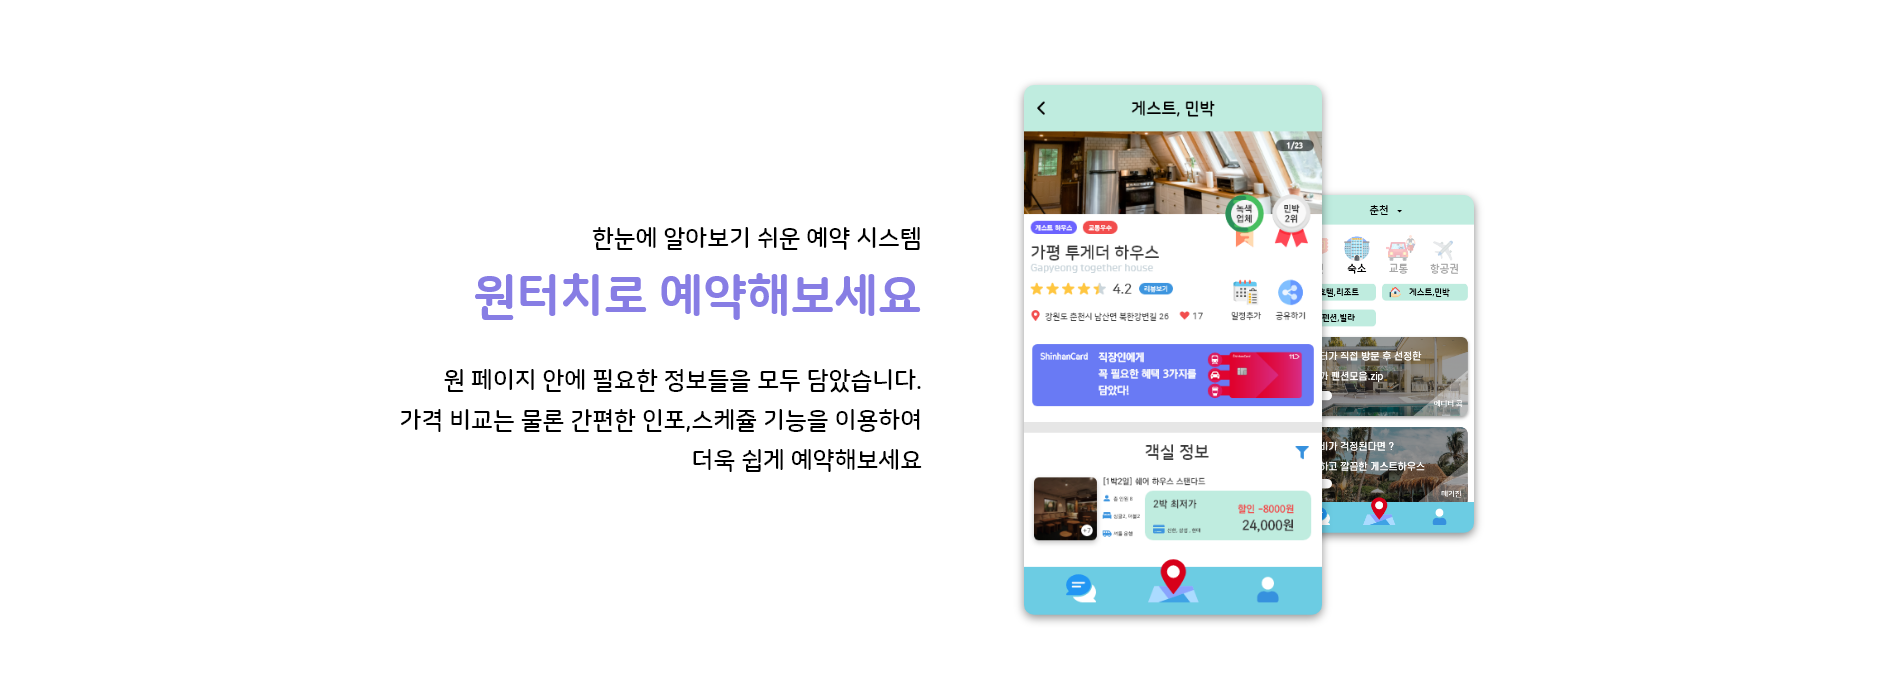 한눈에 알아보기 쉬운 예약 시스템
원터치로 예약해보세요
원 페이지 안에 필요한 정보들을 모두 담았습니다.
가격 비교는 물론 간편한 인포,스케쥴 기능을 이용하여
더욱 쉽게 예약해보세요
게스트, 민박
1/23
녹색
업체
민박
2위
게스트 하우스
교통우수
가평 투게더 하우스
Gapyeong together house
4.2
리뷰보기
강원도 춘천시 남산면 북한강변길 26
17
일정추가
공유하기
ShinhanCard
직장인에게
꼭 필요한 혜택 3가지를
담았다!
객실 정보
[1박2일] 쉐어 하우스 스탠다드
총 인원 8
+7
2박 최저가
할인 -8000원
24,000원
춘천
숙소
교통
항공권
호텔,리조트
게스트,민박
펜션,빌라
터가 직접 방문 후 선정한
가 펜션모음.zip
비가 걱정된다면 ?
하고 깔끔한 게스트하우스
매거진